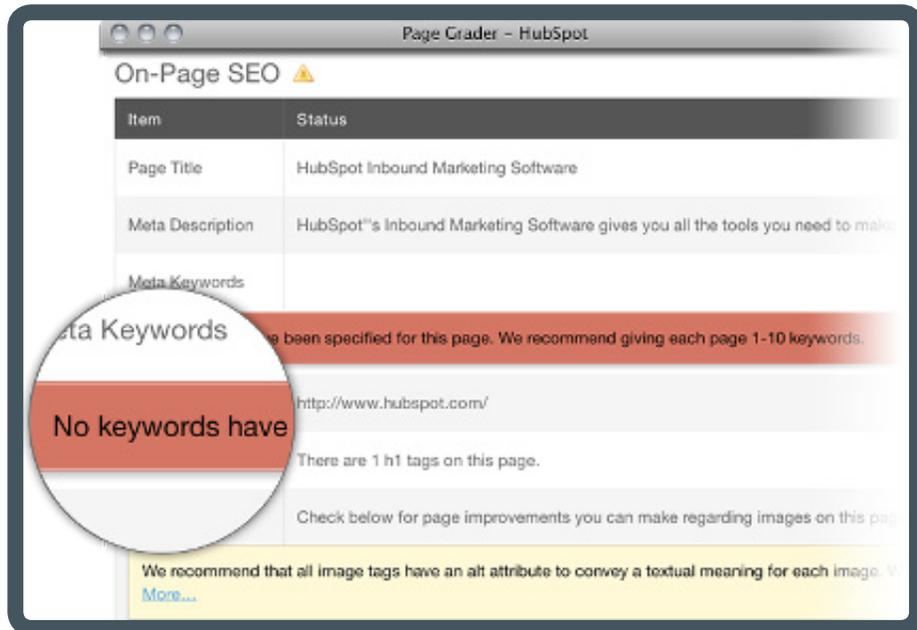 Page Grader – HubSpot
On-Page SEO
Item Status
Page Title HubSpot Inbound Marketing Software
Meta Description HubSpot"'s Inbound Marketing Software gives you all the tools you need to make
Meta Keywords
eta Keywords
e been specified for this page. We recommend giving each page 1-10 keywords.
No keywords have
http://www.hubspot.com/
There are 1 h1 tags on this page.
Check below for page improvements you can make regarding images on this pag
We recommend that all image tags have an alt attribute to convey a textual meaning for each image. W
More...